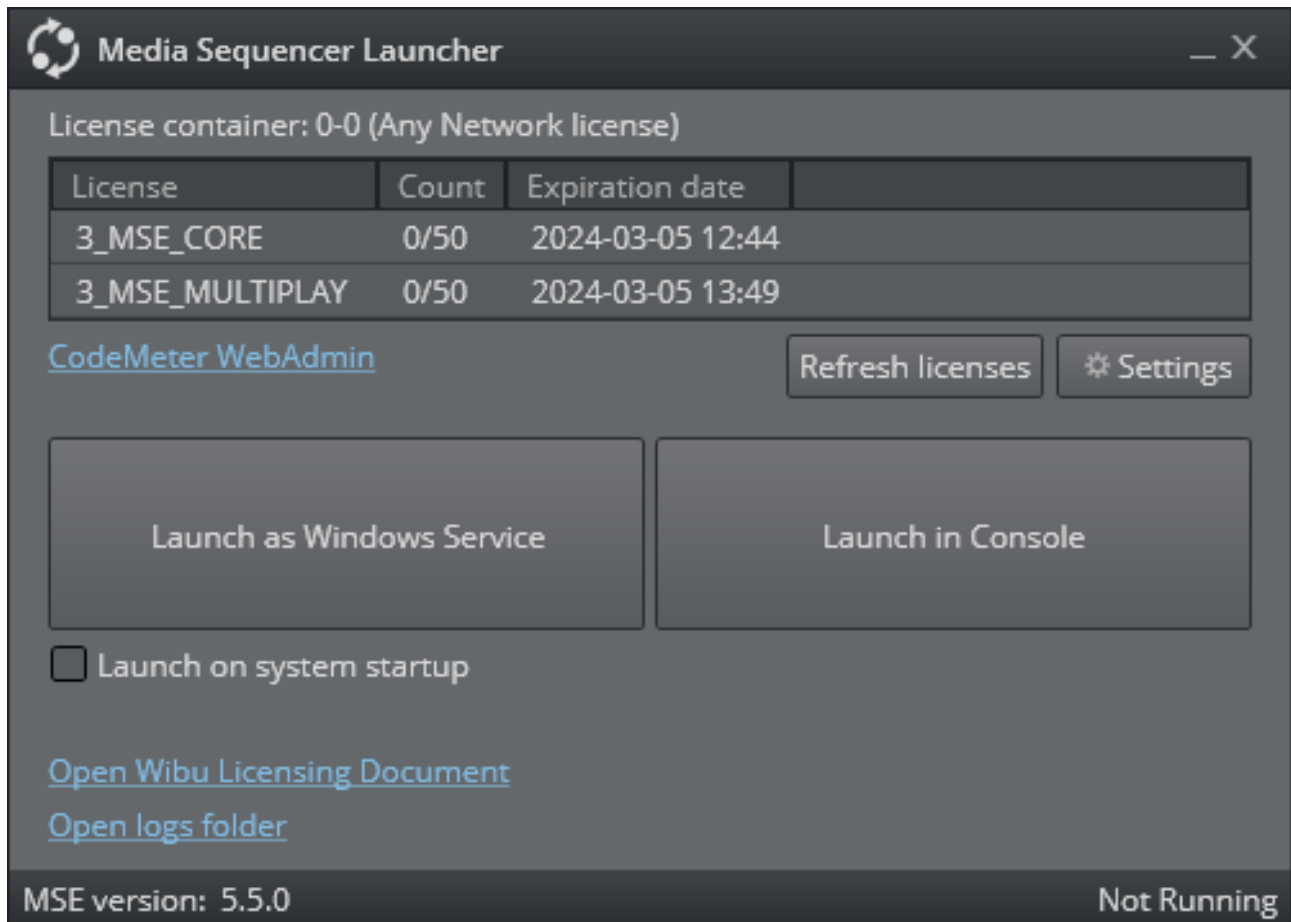 Media Sequencer Launcher
License container: 0-0 (Any Network license)
License Count Expiration date
3_MSE_CORE 0/50 2024-03-05 12:44
3_MSE_MULTIPLAY 0/50 2024-03-05 13:49
CodeMeter WebAdmin Refresh licenses Settings
Launch as Windows Service Launch in Console
Launch on system startup
Open Wibu Licensing Document
Open logs folder
MSE version: 5.5.0 Not Running